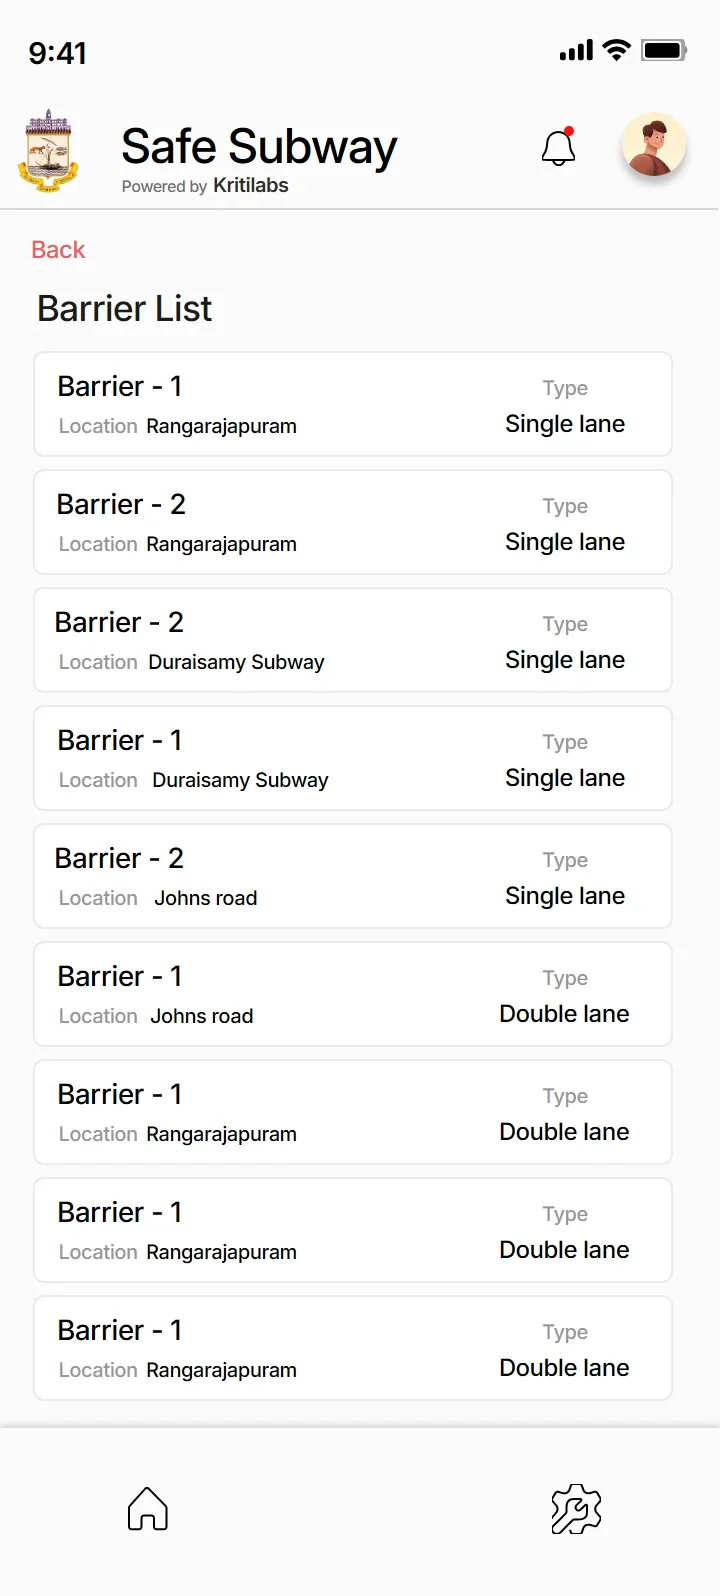 9:41
Safe Subway
Powered by Kritilabs
Back
Barrier List
Barrier - 1
Type
Location Rangarajapuram
Single lane
Barrier - 2
Type
Location Rangarajapuram
Single lane
Barrier - 2
Type
Location Duraisamy Subway
Single lane
Barrier - 1
Type
Location Duraisamy Subway
Single lane
Barrier - 2
Type
Location Johns road
Single lane
Barrier - 1
Type
Location Johns road
Double lane
Barrier - 1
Type
Location Rangarajapuram
Double lane
Barrier - 1
Type
Location Rangarajapuram
Double lane
Barrier - 1
Type
Location Rangarajapuram
Double lane